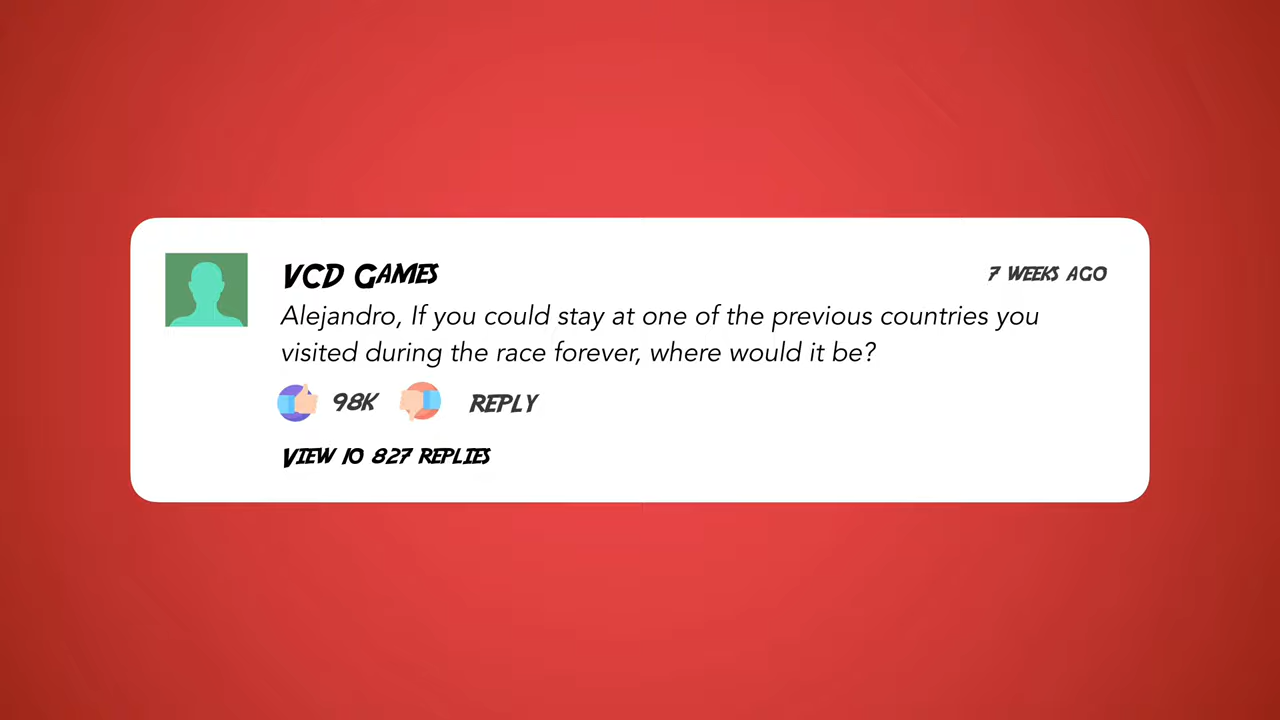 VCD Games
7 weeks ago
Alejandro, If you could stay at one of the previous countries you
visited during the race forever, where would it be?
98K REPLY
View 10 827 replies